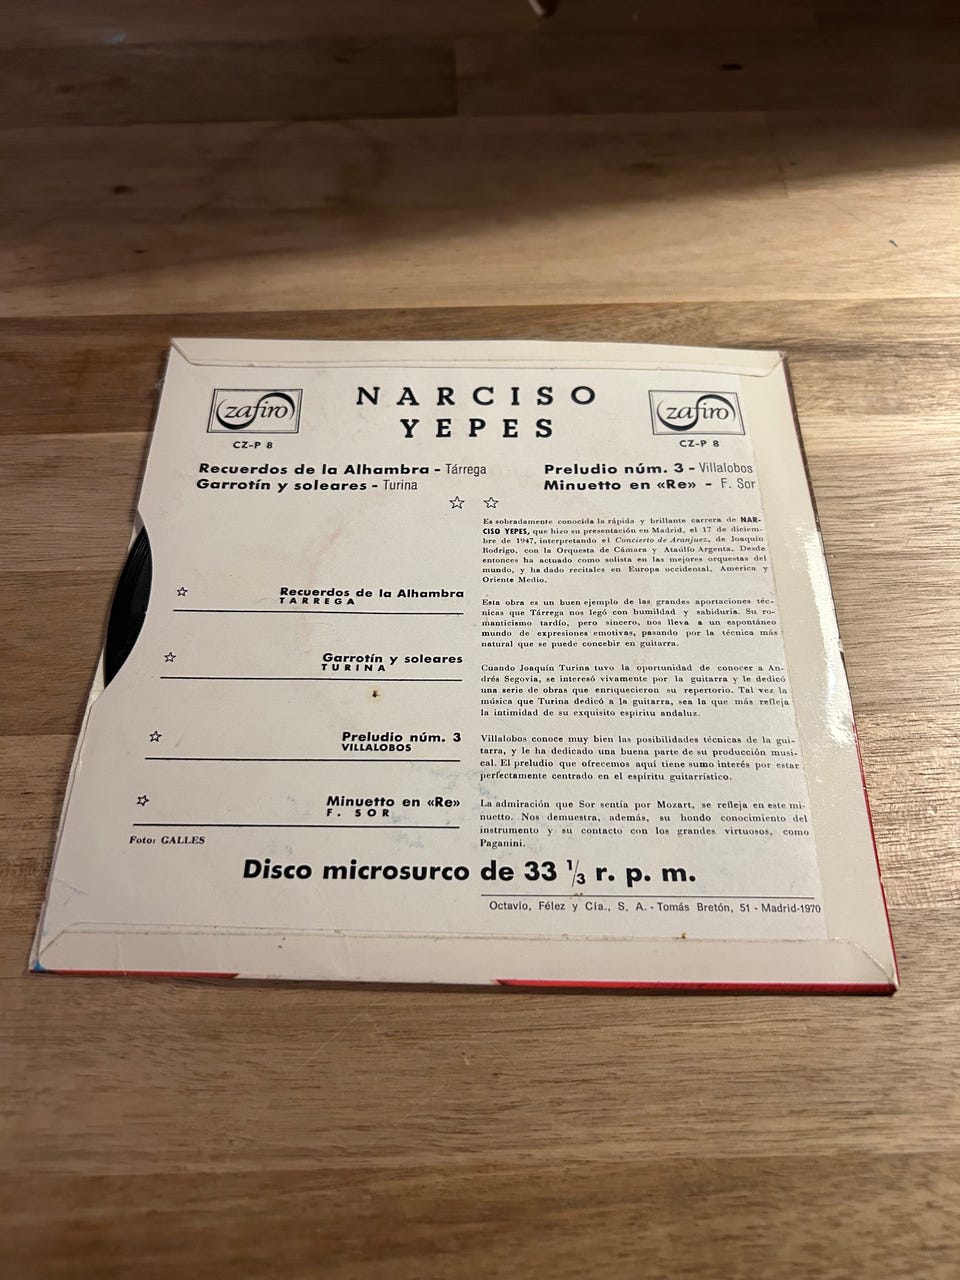 zafiro
CZ-P 8
NARCISO
YEPES
zafiro
CZ-P 8
Recuerdos de la Alhambra - Tárrega
Garrotín y soleares - Turina
Preludio núm. 3 - Villalobos
Minuetto en «Re» - F. Sor
Es sobradamente conocida la rápida y brillante carrera de NAR-
CISO YEPES, que hizo su presentación en Madrid, el 17 de diciem-
bre de 1947, interpretando el Concierto de Aranjuez, de Joaquín
Rodrigo, con la Orquesta de Cámara y Ataúlfo Argenta. Desde
entonces ha actuado como solista en las mejores orquestas del
mundo, y ha dado recitales en Europa occidental, America y
Oriente Medio.
Recuerdos de la Alhambra
TARREGA
Esta obra es un buen ejemplo de las grandes aportaciones téc-
nicas que Tárrega nos legó con humildad y sabiduría. Su ro-
manticismo tardío, pero sincero, nos lleva a un espontáneo
mundo de expresiones emotivas, pasando por la técnica más
natural que se puede concebir en guitarra.
Garrotín y soleares
TURINA
Cuando Joaquín Turina tuvo la oportunidad de conocer a An-
drés Segovia, se interesó vivamente por la guitarra y le dedicó
una serie de obras que enriquecieron su repertorio. Tal vez la
música que Turina dedicó a la guitarra, sea la que más refleja
la intimidad de su exquisito espíritu andaluz.
Preludio núm. 3
VILLALOBOS
Villalobos conoce muy bien las posibilidades técnicas de la gui-
tarra, y le ha dedicado una buena parte de su producción musi-
cal. El preludio que ofrecemos aquí tiene sumo interés por estar
perfectamente centrado en el espíritu guitarrístico.
Minuetto en «Re»
F. SOR
La admiración que Sor sentía por Mozart, se refleja en este mi-
nuetto. Nos demuestra, además, su hondo conocimiento del
instrumento y su contacto con los grandes virtuosos, como
Paganini.
Foto: GALLES
Disco microsurco de 33 1/3 r. p. m.
Octavio, Félez y Cía., S. A. - Tomás Bretón, 51 - Madrid-1970